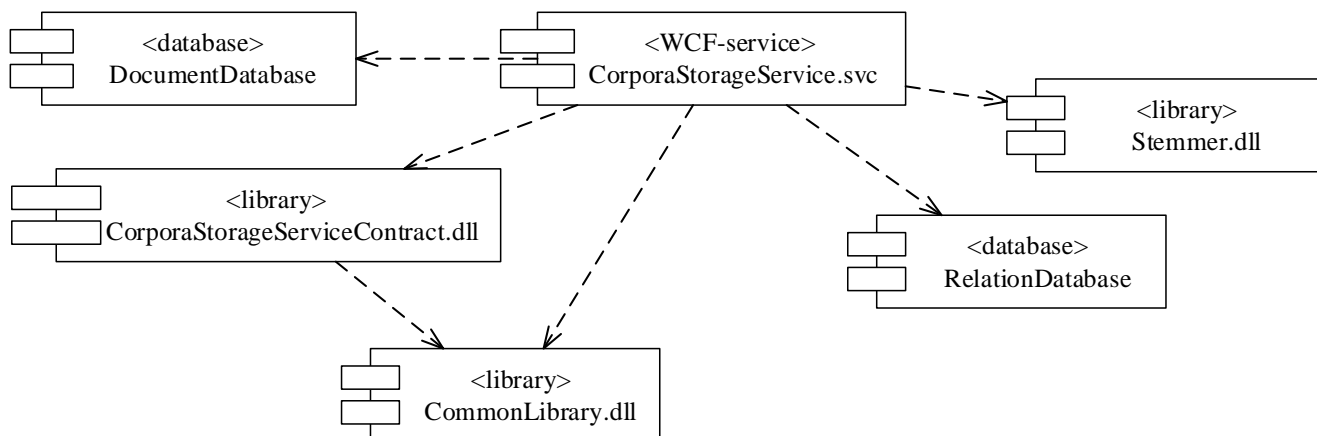 <database>
DocumentDatabase
<WCF-service>
CorporaStorageService.svc
<library>
Stemmer.dll
<library>
CorporaStorageServiceContract.dll
<database>
RelationDatabase
<library>
CommonLibrary.dll